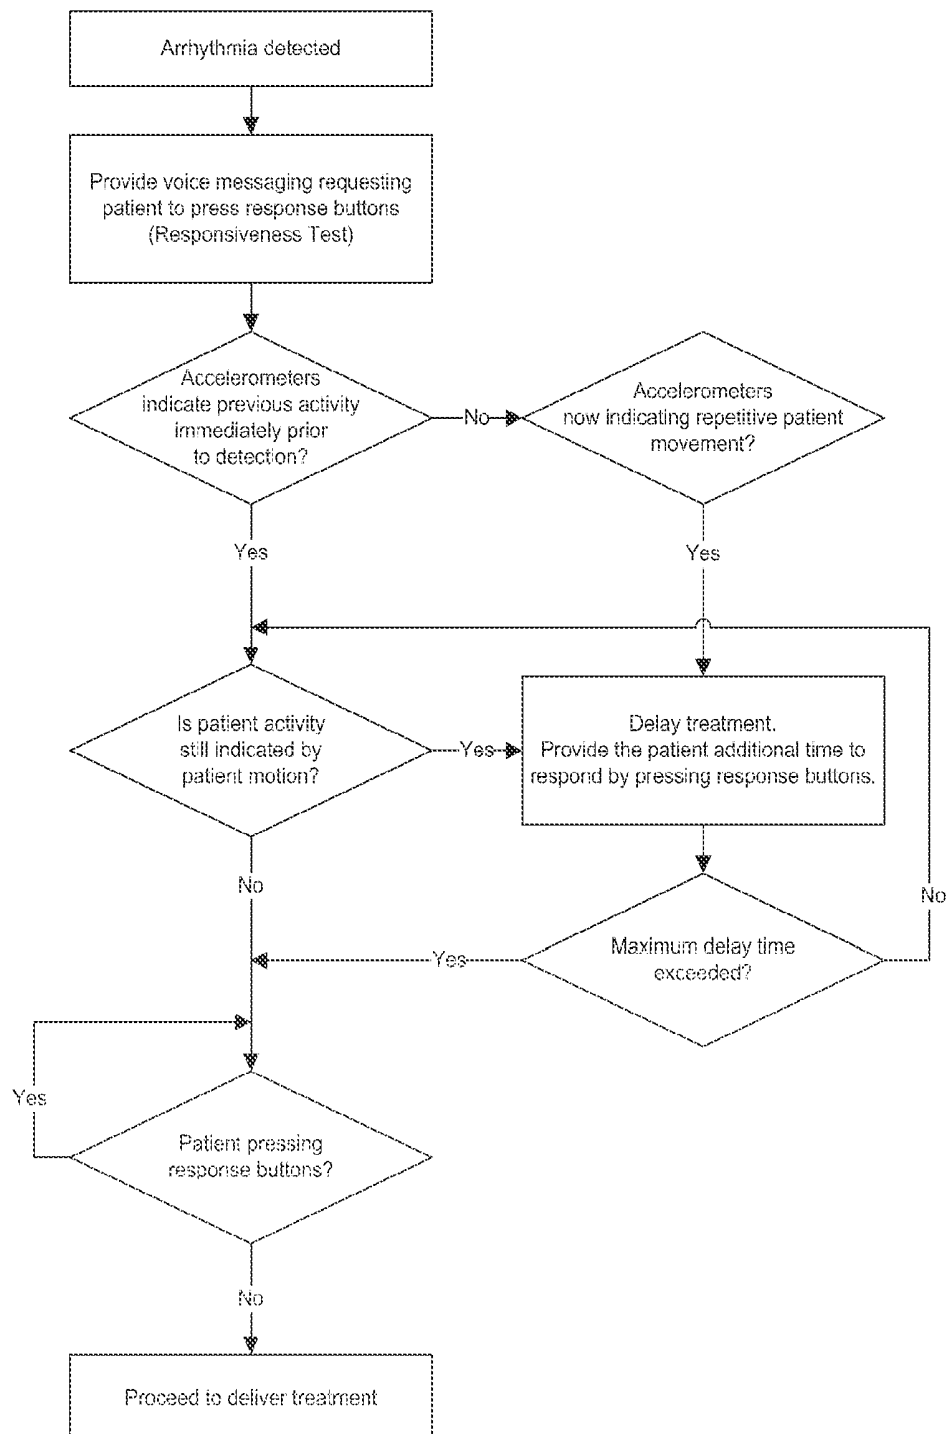 Arrhythmia detected
Provide voice messaging requesting
patient to press response buttons
(Responsiveness Test)
Accelerometers
indicate previous activity
immediately prior
to detection?
No
Accelerometers
now indicating repetitive patient
movement?
Yes
Yes
Is patient activity
still indicated by
patient motion?
Yes
Delay treatment.
Provide the patient additional time to
respond by pressing response buttons.
No
No
Yes
Maximum delay time
exceeded?
Yes
Patient pressing
response buttons?
No
Proceed to deliver treatment